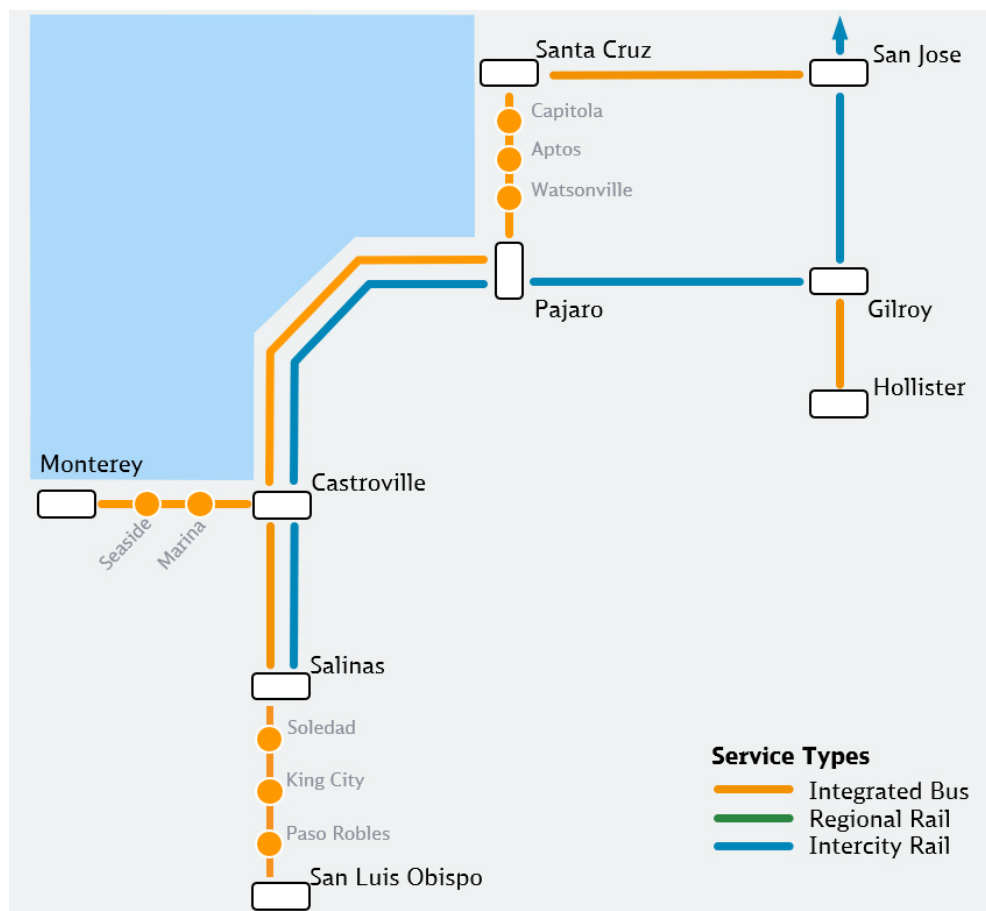 Santa Cruz
San Jose
Capitola
Aptos
Watsonville
Pajaro
Gilroy
Hollister
Monterey
Castroville
Seaside
Marina
Salinas
Soledad
King City
Paso Robles
San Luis Obispo
Service Types
Integrated Bus
Regional Rail
Intercity Rail